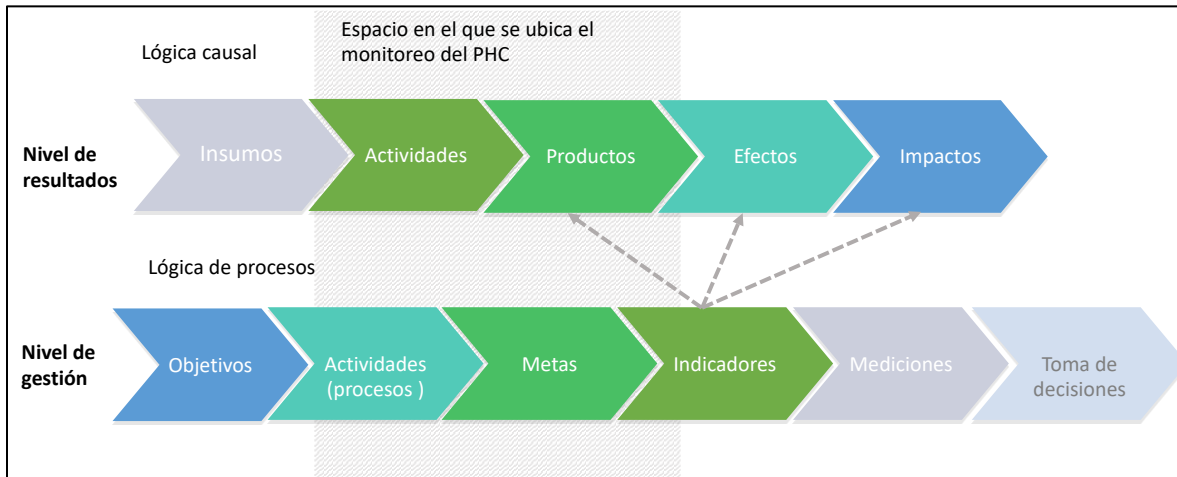 Lógica causal
Espacio en el que se ubica el
monitoreo del PHC
Nivel de
resultados
Insumos
Actividades
Productos
Efectos
Impactos
Lógica de procesos
Nivel de
gestión
Objetivos
Actividades
(procesos )
Metas
Indicadores
Mediciones
Toma de
decisiones